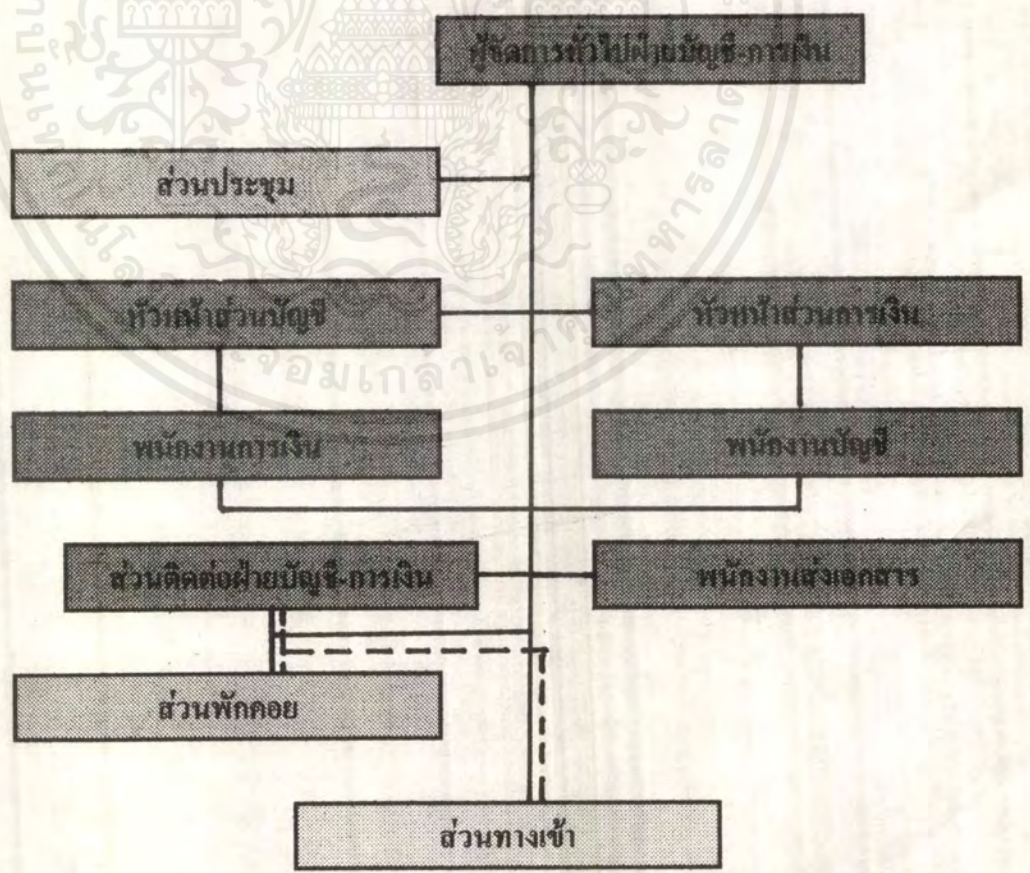 ผู้จัดการทั่วไปฝ่ายบัญชี-การเงิน
ส่วนประชุม
หัวหน้าส่วนบัญชี
หัวหน้าส่วนการเงิน
พนักงานการเงิน
พนักงานบัญชี
ส่วนติดต่อฝ่ายบัญชี-การเงิน
พนักงานส่งเอกสาร
ส่วนพักคอย
ส่วนทางเข้า